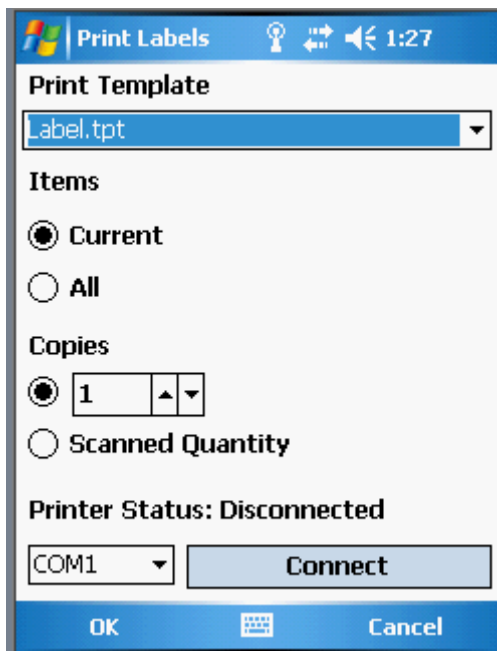 Print Labels 1:27
Print Template
Label.tpt
Items
Current
All
Copies
1
Scanned Quantity
Printer Status: Disconnected
COM1 Connect
OK Cancel